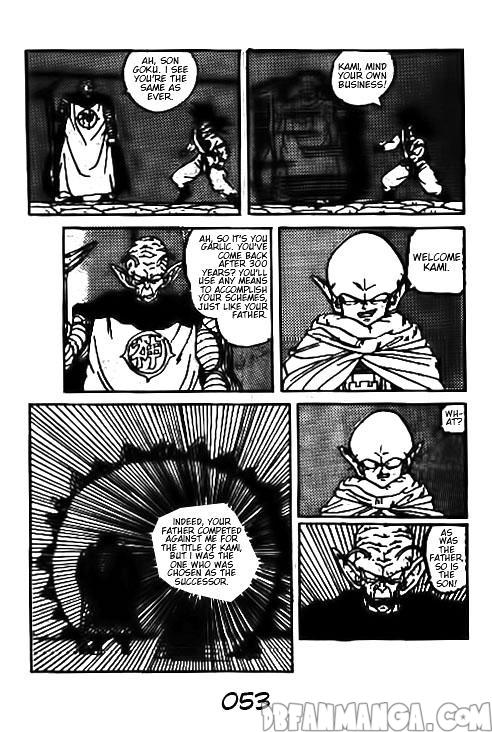 AH, SON
GOKU. I SEE
YOU'RE THE
SAME AS
EVER.
KAMI, MIND
YOUR OWN
BUSINESS!
AH, SO IT'S YOU
GARLIC. YOU'VE
COME BACK
AFTER 300
YEARS? YOU'LL
USE ANY MEANS
TO ACCOMPLISH
YOUR SCHEMES,
JUST LIKE YOUR
FATHER.
神
WELCOME
KAMI.
INDEED, YOUR
FATHER COMPETED
AGAINST ME FOR
THE TITLE OF KAMI,
BUT I WAS THE
ONE WHO WAS
CHOSEN AS THE
SUCCESSOR.
WH-
AT?
AS
WAS THE
FATHER
SO IS
THE SON!
053
DBFANMANGA.COM